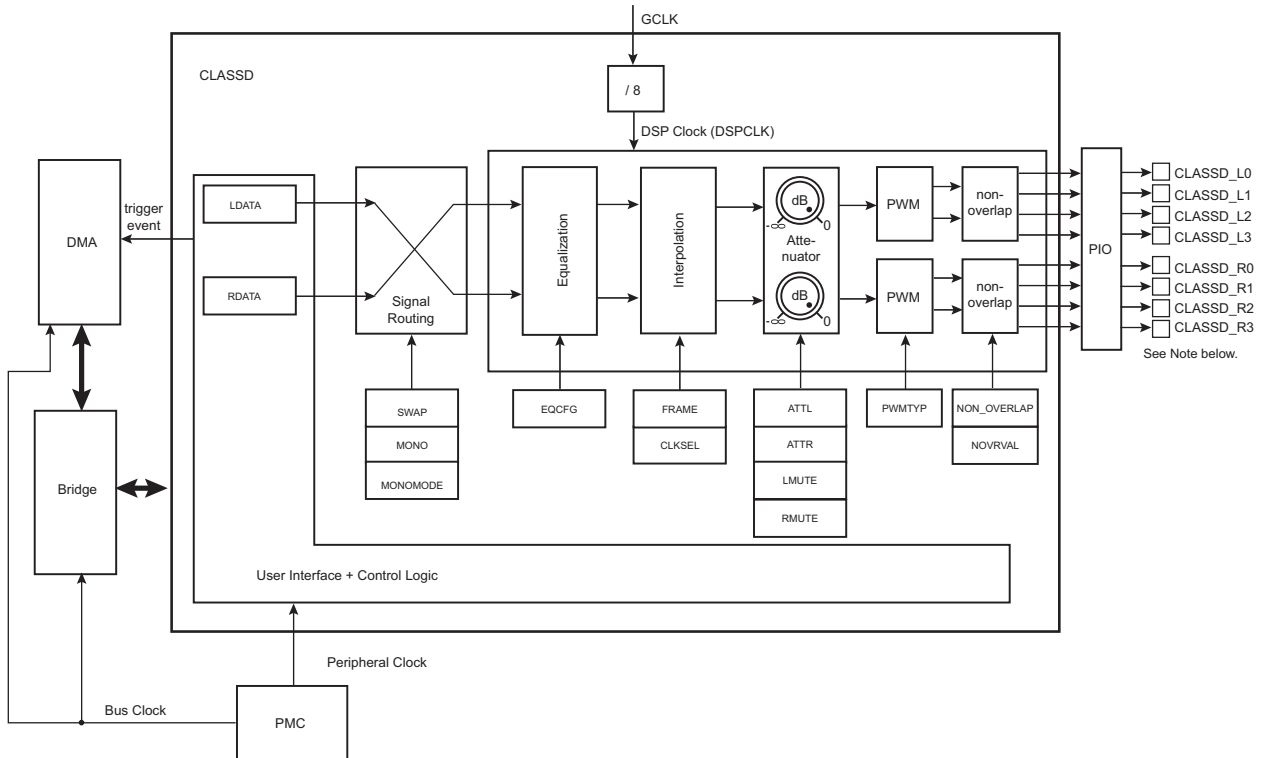 GCLK
CLASSD
/ 8
DSP Clock (DSPCLK)
DMA
trigger
event
LDATA
RDATA
Signal
Routing
Equalization
Interpolation
dB
-∞
0
Atte-
nuator
dB
-∞
0
PWM
PWM
non-
overlap
non-
overlap
PIO
CLASSD_L0
CLASSD_L1
CLASSD_L2
CLASSD_L3
CLASSD_R0
CLASSD_R1
CLASSD_R2
CLASSD_R3
See Note below.
SWAP
MONO
MONOMODE
EQCFG
FRAME
CLKSEL
ATTL
ATTR
LMUTE
RMUTE
PWMTYP
NON_OVERLAP
NOVRVAL
Bridge
User Interface + Control Logic
Peripheral Clock
Bus Clock
PMC